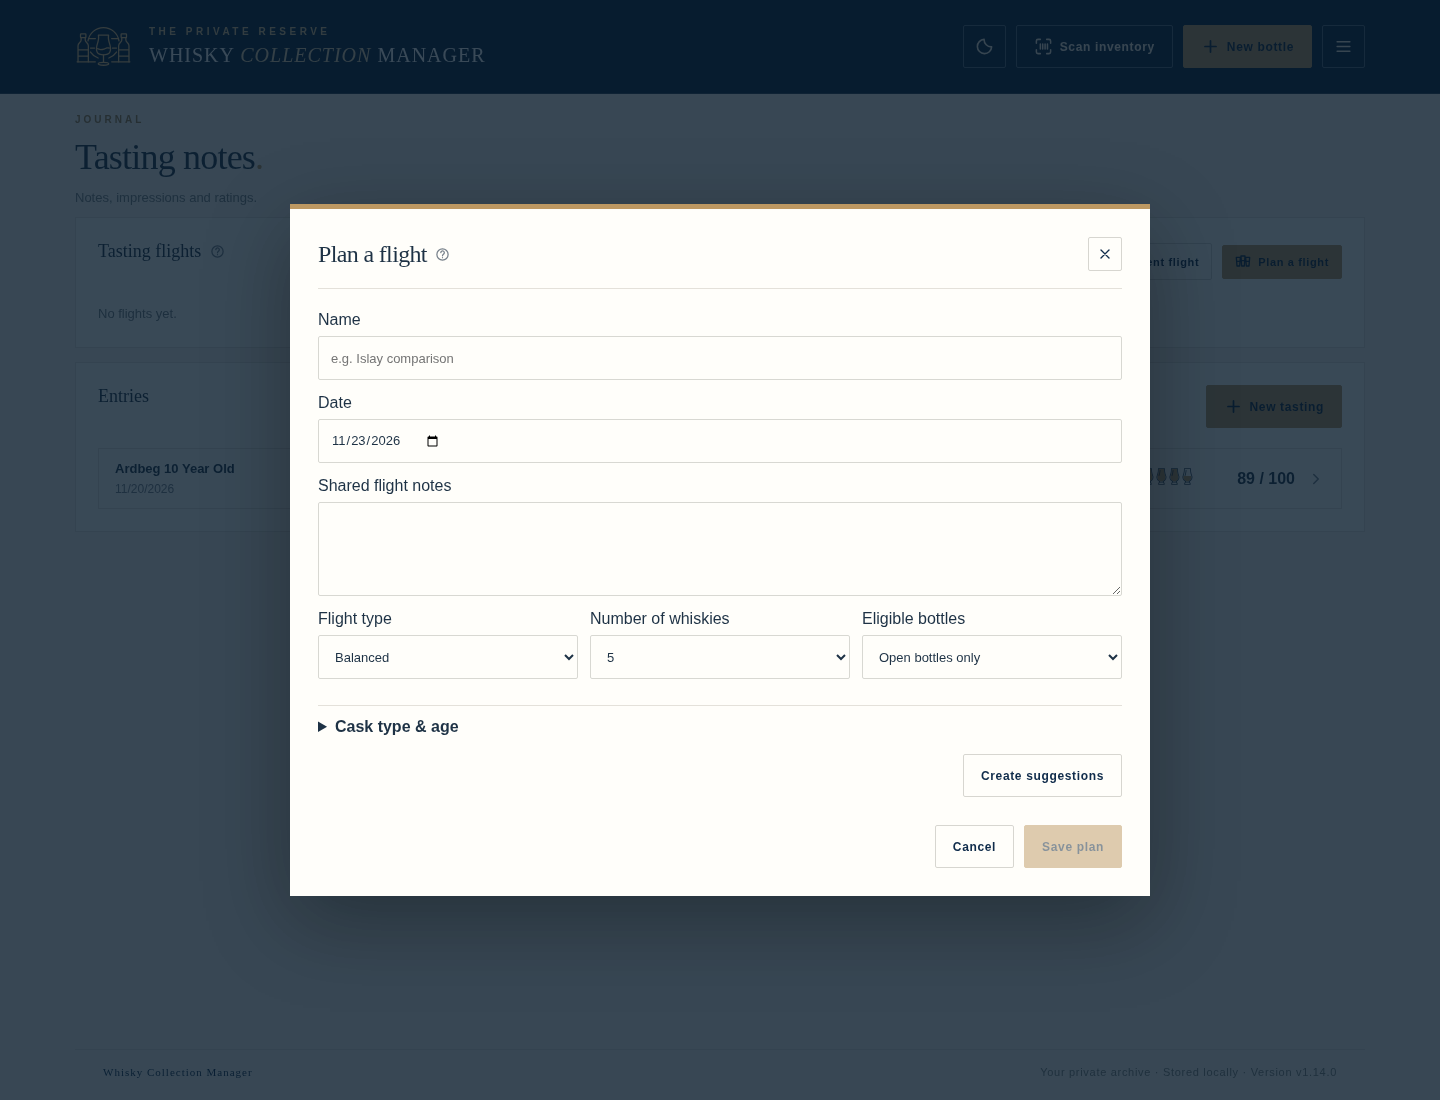 THE PRIVATE RESERVE
WHISKY COLLECTION MANAGER
Scan inventory
New bottle
JOURNAL
Tasting notes.
Notes, impressions and ratings.
Tasting flights
flight
Plan a flight
No flights yet.
Entries
New tasting
Ardbeg 10 Year Old
11/20/2026
89 / 100
Plan a flight
Name
e.g. Islay comparison
Date
11/23/2026
Shared flight notes
Flight type
Number of whiskies
Eligible bottles
Balanced
5
Open bottles only
Cask type & age
Create suggestions
Cancel
Save plan
Whisky Collection Manager
Your private archive · Stored locally · Version v1.14.0